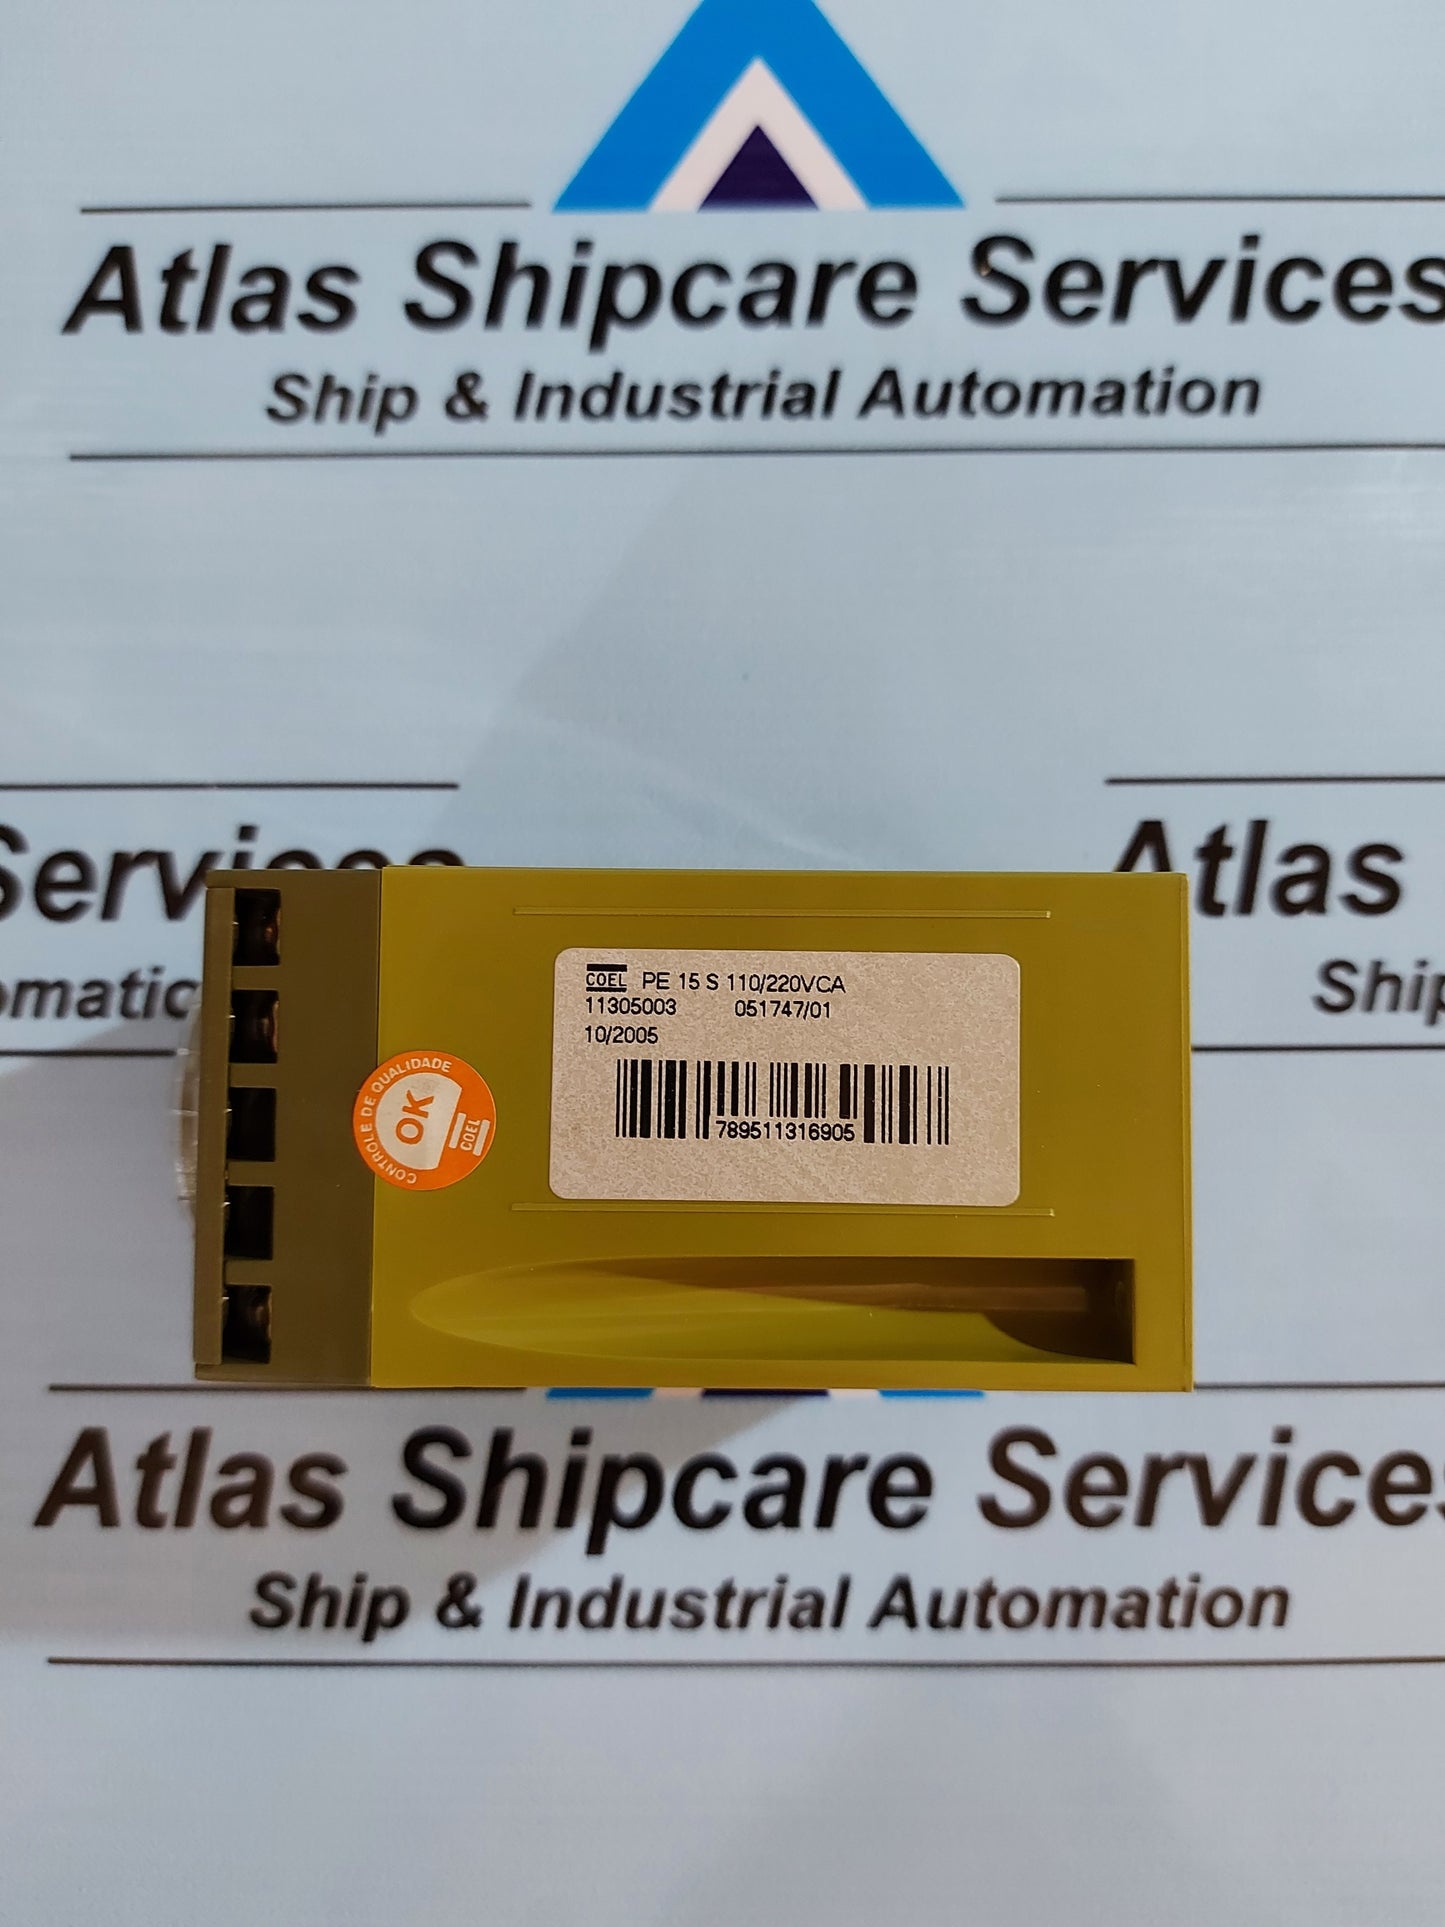 Atlas Shipcare Services
Ship & Industrial Automation
Services
Atlas
omatic
Ship
COEL PE 15 S 110/220VCA
11305003 051747/01
10/2005
789511316905
CONTROLE DE QUALIDADE
OK
COEL
Atlas Shipcare Services
Ship & Industrial Automation